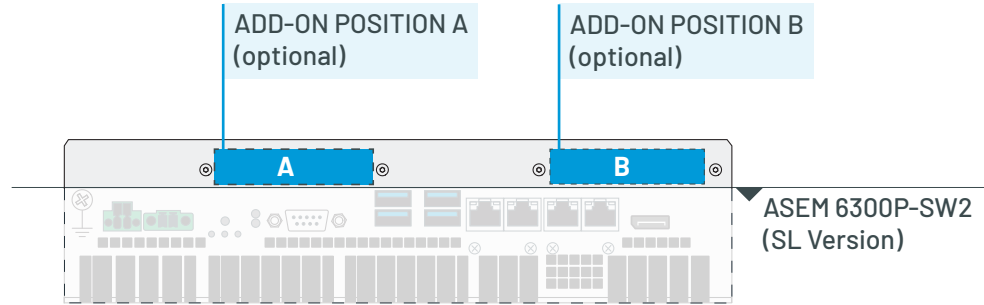 ADD-ON POSITION A
(optional)
ADD-ON POSITION B
(optional)
A
B
ASEM 6300P-SW2
(SL Version)